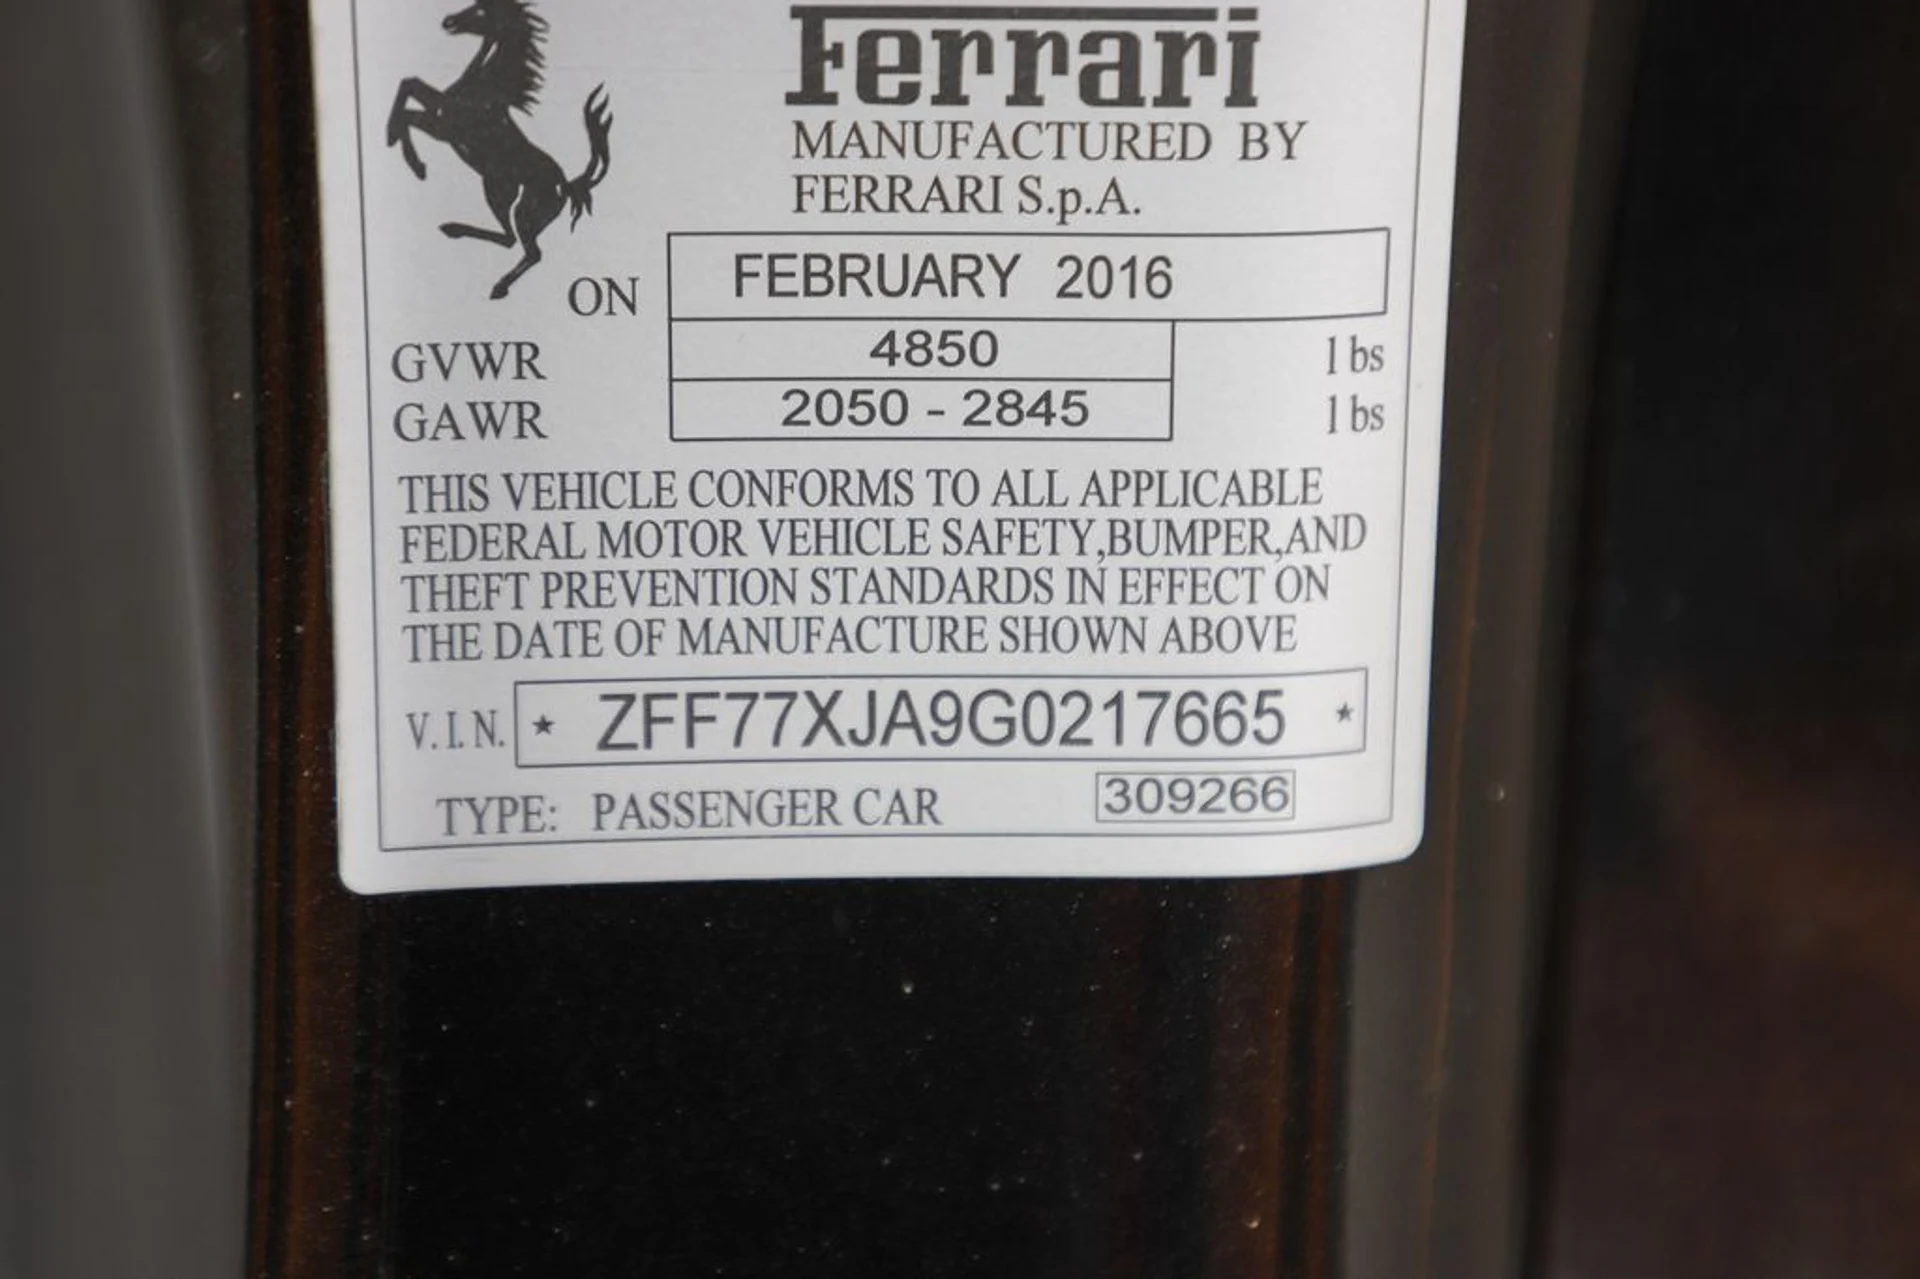 Ferrari
MANUFACTURED BY
FERRARI S.p.A.
ON FEBRUARY 2016
GVWR 4850 lbs
GAWR 2050 - 2845 lbs
THIS VEHICLE CONFORMS TO ALL APPLICABLE
FEDERAL MOTOR VEHICLE SAFETY,BUMPER,AND
THEFT PREVENTION STANDARDS IN EFFECT ON
THE DATE OF MANUFACTURE SHOWN ABOVE
V.I.N. * ZFF77XJA9G0217665 *
TYPE: PASSENGER CAR 309266